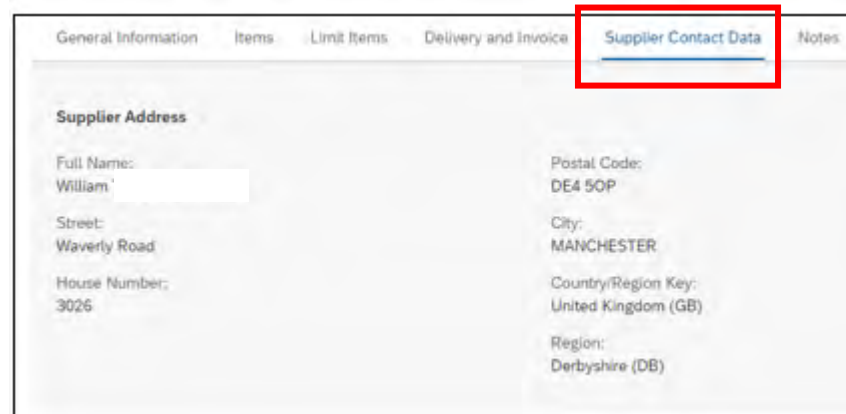 General Information Items Limit Items Delivery and Invoice Supplier Contact Data Notes
Supplier Address
Full Name:
William
Street:
Waverly Road
House Number:
3026
Postal Code:
DE4 5OP
City:
MANCHESTER
Country/Region Key:
United Kingdom (GB)
Region:
Derbyshire (DB)